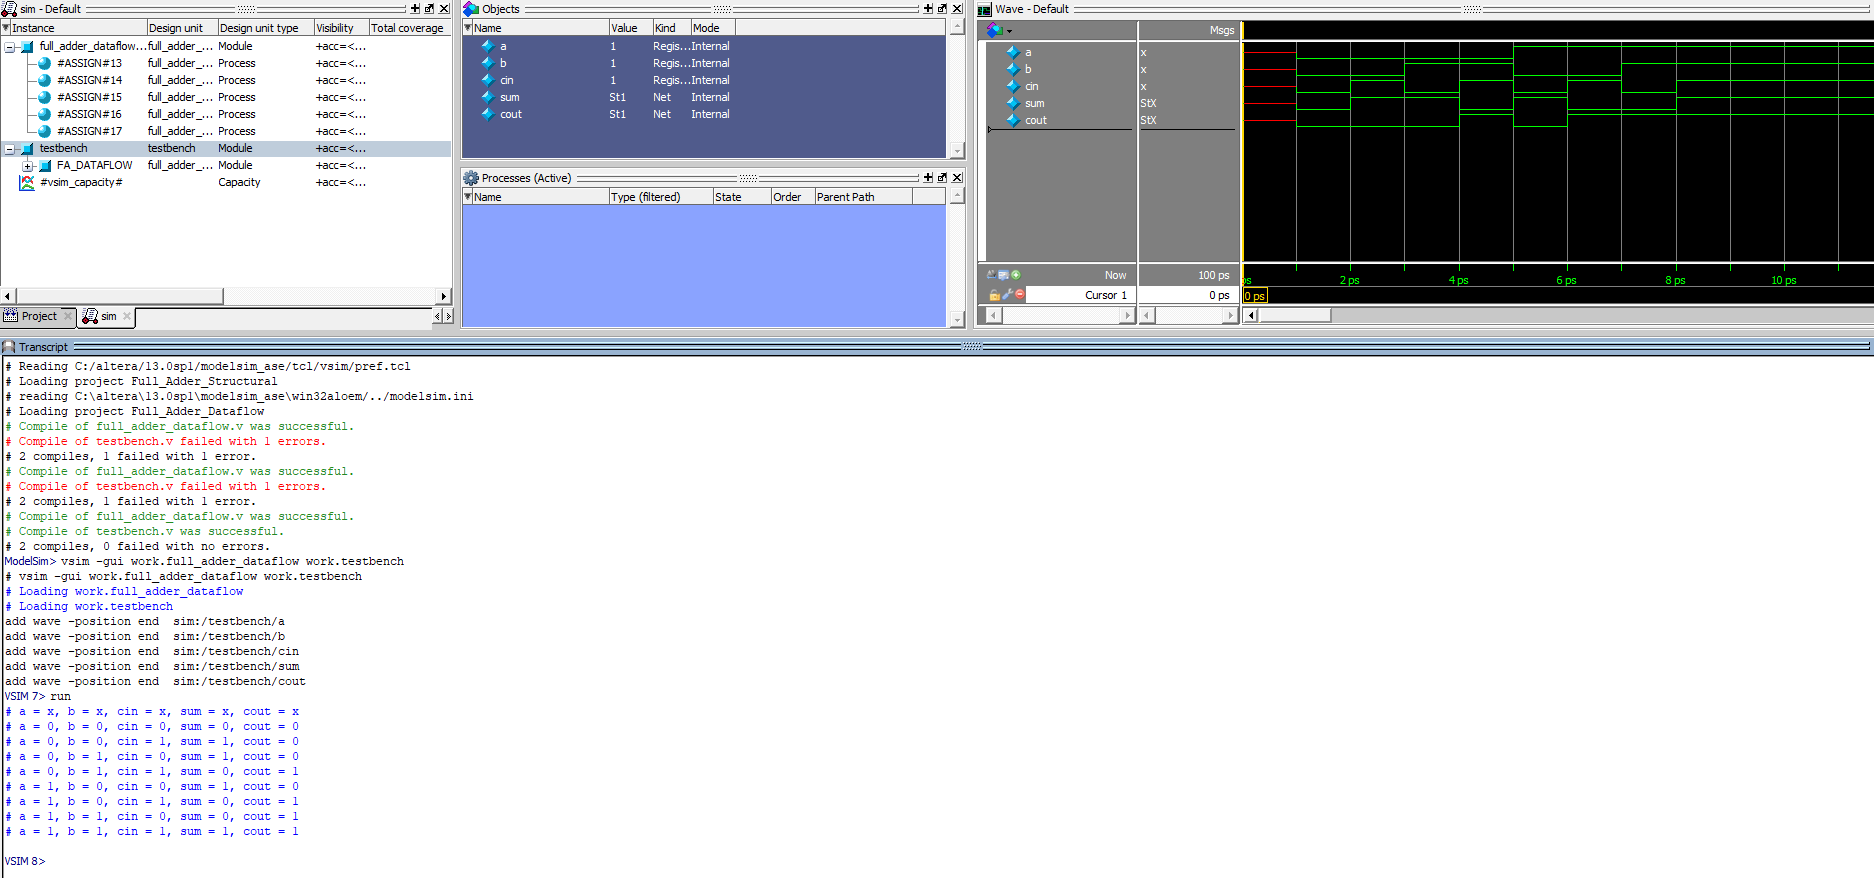 sim - Default
Instance Design unit Design unit type Visibility Total coverage
full_adder_dataflow... full_adder_... Module +acc=<...
#ASSIGN#13 full_adder_... Process +acc=<...
#ASSIGN#14 full_adder_... Process +acc=<...
#ASSIGN#15 full_adder_... Process +acc=<...
#ASSIGN#16 full_adder_... Process +acc=<...
#ASSIGN#17 full_adder_... Process +acc=<...
testbench testbench Module +acc=<...
FA_DATAFLOW full_adder_... Module +acc=<...
#vsim_capacity# Capacity +acc=<...
Project sim
Objects
Name Value Kind Mode
a 1 Regis... Internal
b 1 Regis... Internal
cin 1 Regis... Internal
sum St1 Net Internal
cout St1 Net Internal
Processes (Active)
Name Type (filtered) State Order Parent Path
Wave - Default
Msgs
a x
b x
cin x
sum StX
cout StX
Now 100 ps
Cursor 1 0 ps
ps 2 ps 4 ps 6 ps 8 ps 10 ps
0 ps
Transcript
# Reading C:/altera/13.0sp1/modelsim_ase/tcl/vsim/pref.tcl
# Loading project Full_Adder_Structural
# reading C:\altera\13.0sp1\modelsim_ase\win32aloem/../modelsim.ini
# Loading project Full_Adder_Dataflow
# Compile of full_adder_dataflow.v was successful.
# Compile of testbench.v failed with 1 errors.
# 2 compiles, 1 failed with 1 error.
# Compile of full_adder_dataflow.v was successful.
# Compile of testbench.v failed with 1 errors.
# 2 compiles, 1 failed with 1 error.
# Compile of full_adder_dataflow.v was successful.
# Compile of testbench.v was successful.
# 2 compiles, 0 failed with no errors.
ModelSim> vsim -gui work.full_adder_dataflow work.testbench
# vsim -gui work.full_adder_dataflow work.testbench
# Loading work.full_adder_dataflow
# Loading work.testbench
add wave -position end  sim:/testbench/a
add wave -position end  sim:/testbench/b
add wave -position end  sim:/testbench/cin
add wave -position end  sim:/testbench/sum
add wave -position end  sim:/testbench/cout
VSIM 7> run
# a = x, b = x, cin = x, sum = x, cout = x
# a = 0, b = 0, cin = 0, sum = 0, cout = 0
# a = 0, b = 0, cin = 1, sum = 1, cout = 0
# a = 0, b = 1, cin = 0, sum = 1, cout = 0
# a = 0, b = 1, cin = 1, sum = 0, cout = 1
# a = 1, b = 0, cin = 0, sum = 1, cout = 0
# a = 1, b = 0, cin = 1, sum = 0, cout = 1
# a = 1, b = 1, cin = 0, sum = 0, cout = 1
# a = 1, b = 1, cin = 1, sum = 1, cout = 1
VSIM 8>